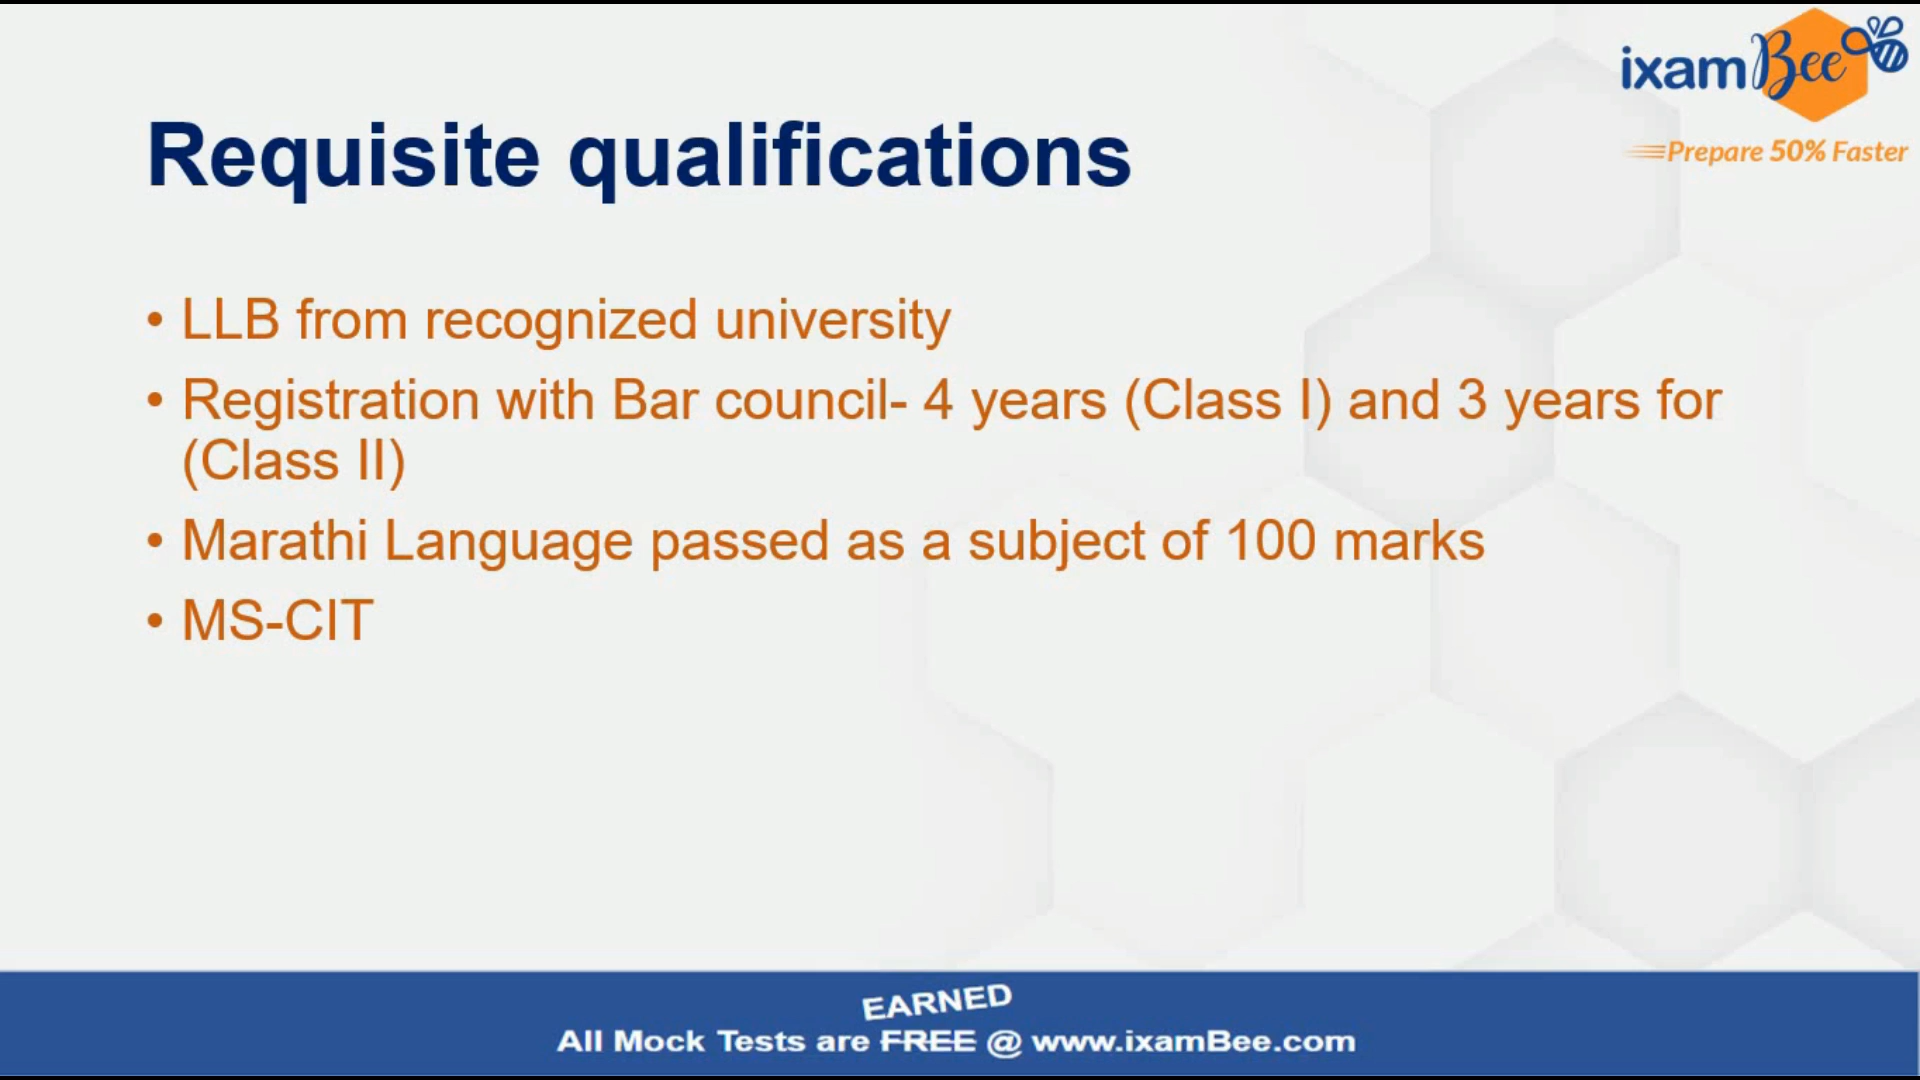 ixamBee
Prepare 50% Faster
Requisite qualifications
• LLB from recognized university
• Registration with Bar council- 4 years (Class I) and 3 years for
(Class II)
• Marathi Language passed as a subject of 100 marks
• MS-CIT
EARNED
All Mock Tests are FREE @ www.ixamBee.com